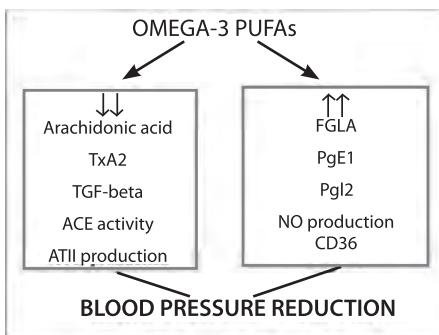 OMEGA-3 PUFAs
↓↓
Arachidonic acid
TxA2
TGF-beta
ACE activity
ATII production
↑↑
FGLA
PgE1
PgI2
NO production
CD36
BLOOD PRESSURE REDUCTION